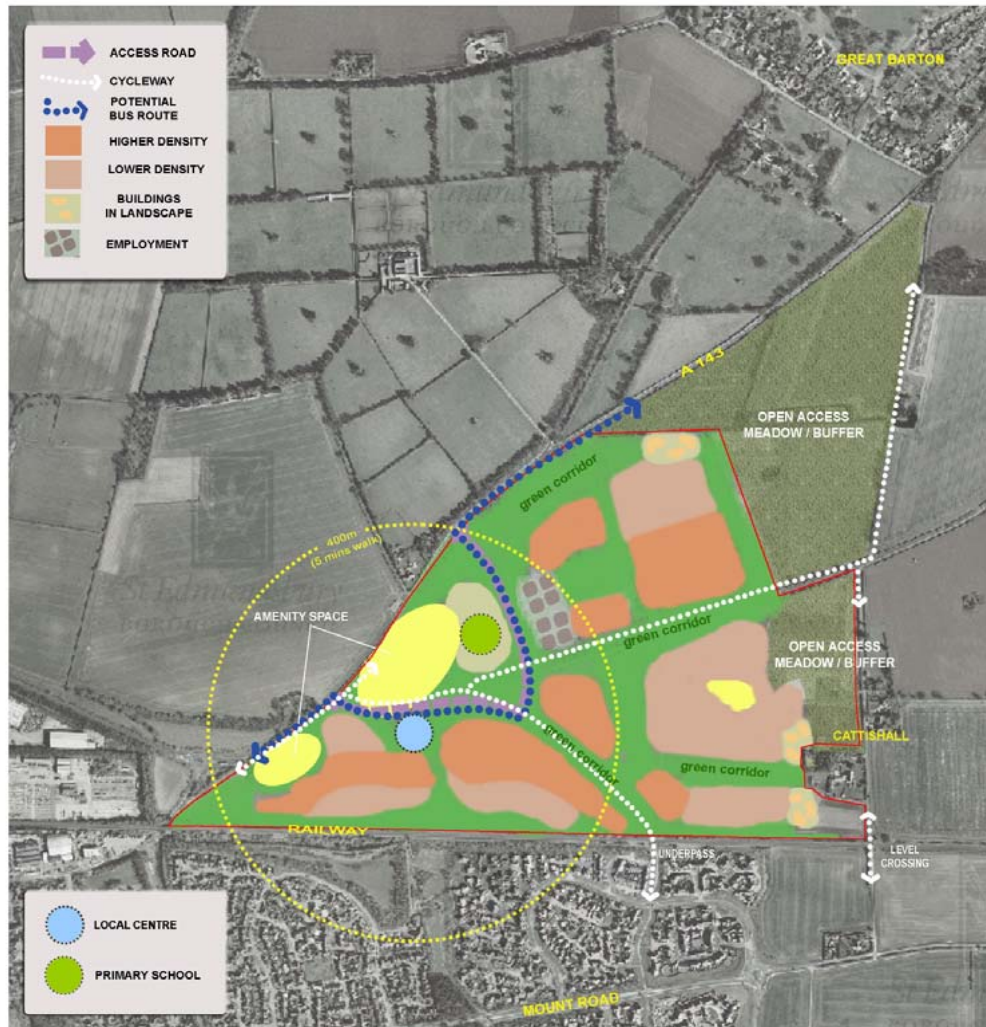 ACCESS ROAD
CYCLEWAY
POTENTIAL
BUS ROUTE
HIGHER DENSITY
LOWER DENSITY
BUILDINGS
IN LANDSCAPE
EMPLOYMENT
GREAT BARTON
A 143
OPEN ACCESS
MEADOW / BUFFER
green corridor
400m
(5 mins walk)
AMENITY SPACE
green corridor
OPEN ACCESS
MEADOW / BUFFER
CATTISHALL
green corridor
green corridor
RAILWAY
UNDERPASS
LEVEL
CROSSING
LOCAL CENTRE
PRIMARY SCHOOL
MOUNT ROAD